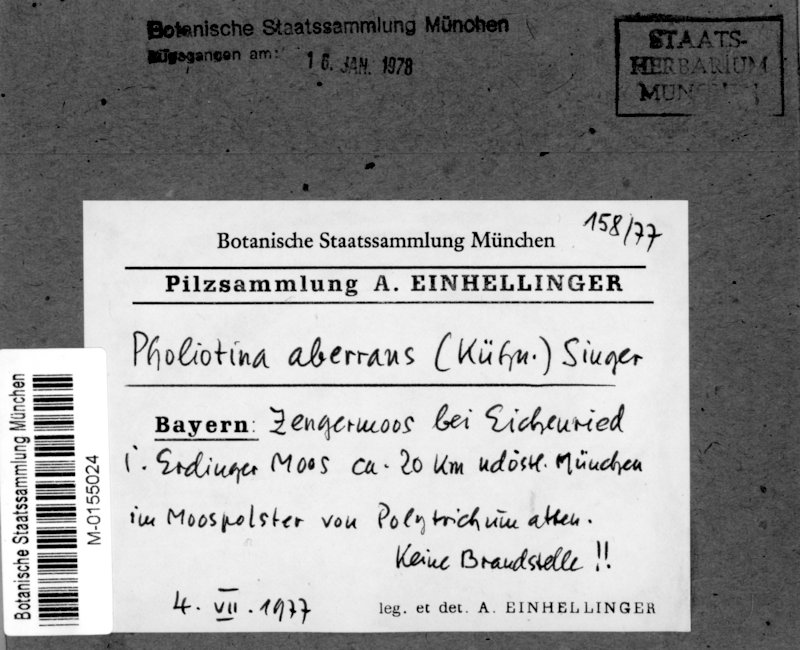 Botanische Staatssammlung München
Eingegangen am: 16. JAN. 1978
STAATS-
HERBARIUM
MÜNCHEN
158/77
Botanische Staatssammlung München
Pilzsammlung A. EINHELLINGER
Pholiotina aberrans (Kühn.) Singer
Bayern: Zengermoos bei Eichenried
i. Erdinger Moos ca. 20 km ndöstl. München
im Moospolster von Polytrichum atten.
Keine Brandstelle !!
4. VII. 1977
leg. et det. A. EINHELLINGER
Botanische Staatssammlung München
M-0155024